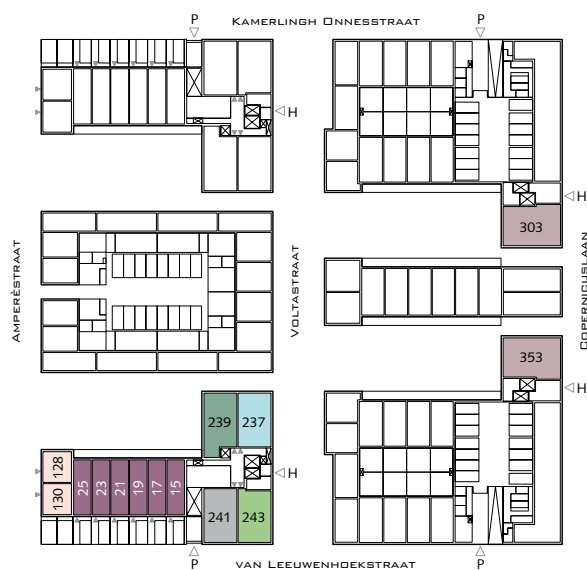 P
P
Kamerlingh Onnesstraat
H
H
303
Ampèrèstraat
Voltastraat
Copernicuslaan
353
H
239
237
128
130
25
23
21
19
17
15
H
241
243
P
P
van Leeuwenhoekstraat